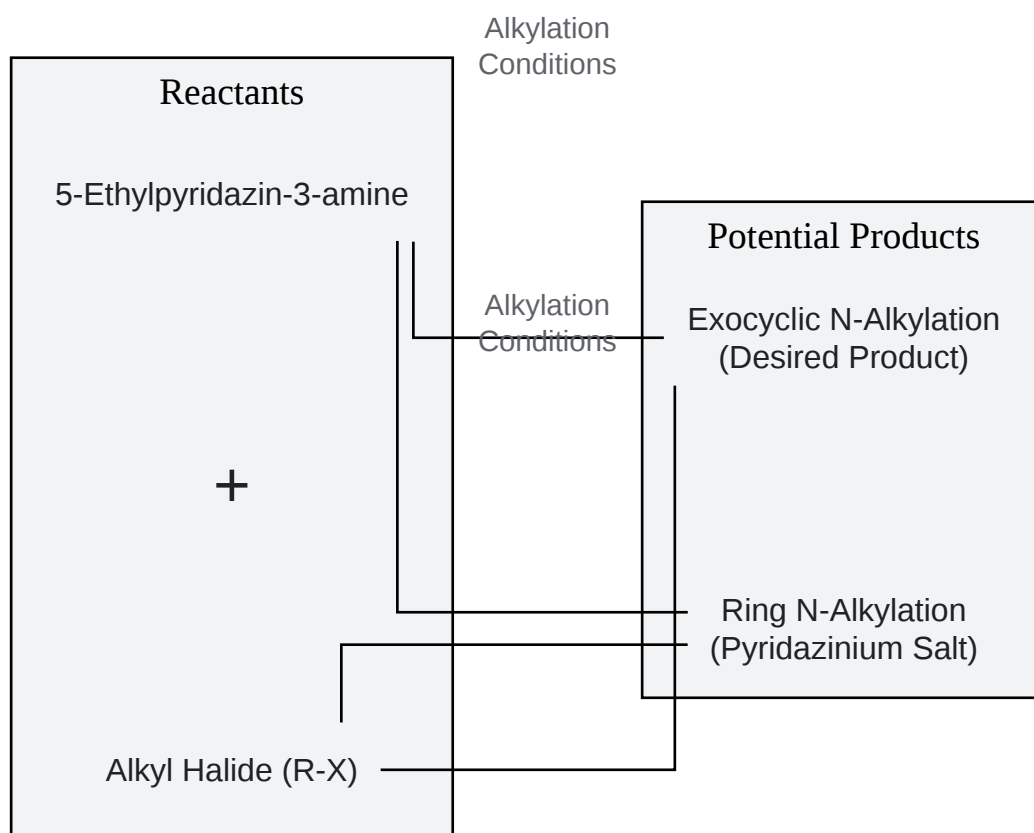 Alkylation
Conditions
Reactants
5-Ethylpyridazin-3-amine
Potential Products
Alkylation
Conditions
Exocyclic N-Alkylation
(Desired Product)
+
Ring N-Alkylation
(Pyridazinium Salt)
Alkyl Halide (R-X)